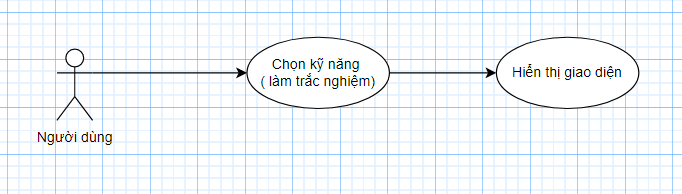 Chọn kỹ năng
( làm trắc nghiệm)
Hiển thị giao diện
Người dùng